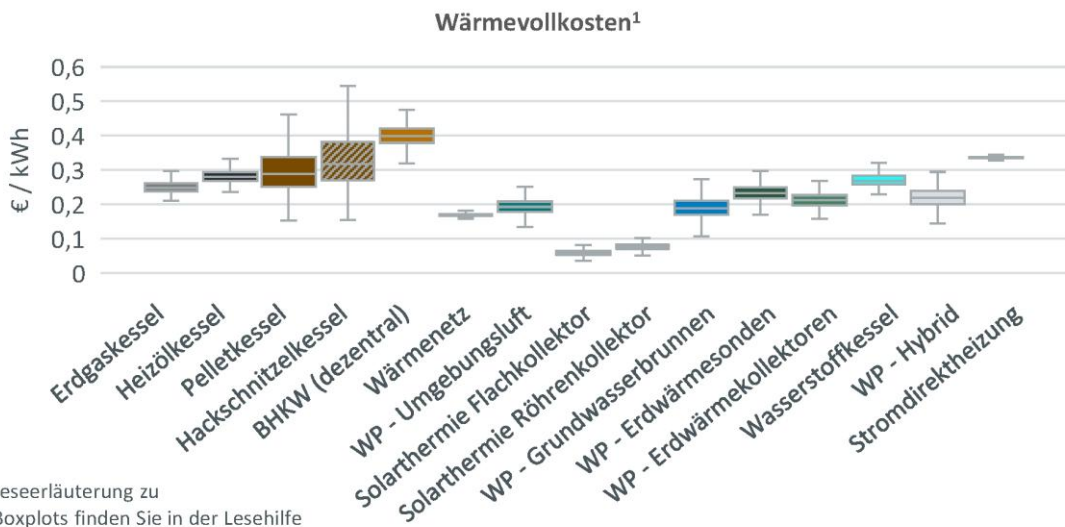 Wärmevollkosten¹
0,6
0,5
0,4
0,3
0,2
0,1
0
€ / kWh
Erdgaskessel
Heizölkessel
Pelletkessel
Hackschnitzelkessel
BHKW (dezentral)
Wärmenetz
WP - Umgebungsluft
Solarthermie Flachkollektor
Solarthermie Röhrenkollektor
WP - Grundwasserbrunnen
WP - Erdwärmesonden
WP - Erdwärmekollektoren
Wasserstoffkessel
WP - Hybrid
Stromdirektheizung
eseerläuterung zu
Boxplots finden Sie in der Lesehilfe